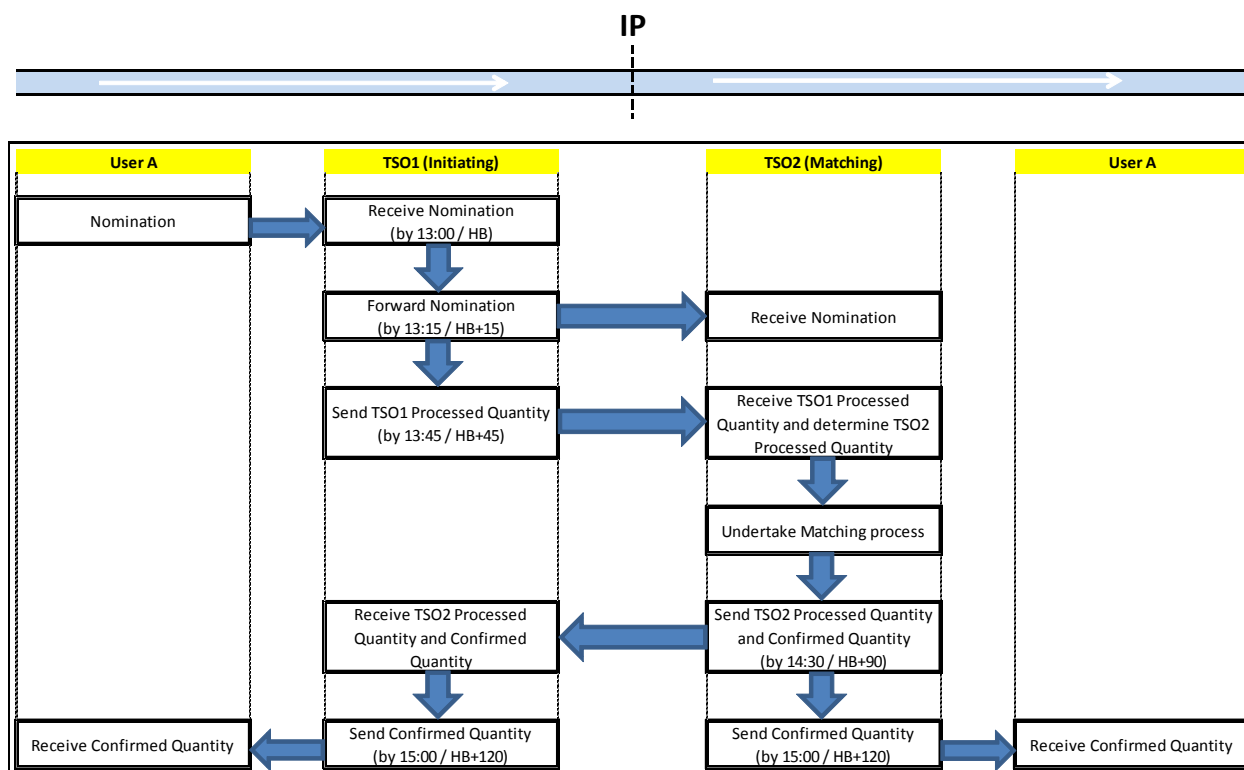 IP
User A
TSO1 (Initiating)
TSO2 (Matching)
User A
Nomination
Receive Nomination
(by 13:00 / HB)
Forward Nomination
(by 13:15 / HB+15)
Receive Nomination
Send TSO1 Processed Quantity
(by 13:45 / HB+45)
Receive TSO1 Processed
Quantity and determine TSO2
Processed Quantity
Undertake Matching process
Receive TSO2 Processed
Quantity and Confirmed
Quantity
Send TSO2 Processed Quantity
and Confirmed Quantity
(by 14:30 / HB+90)
Receive Confirmed Quantity
Send Confirmed Quantity
(by 15:00 / HB+120)
Send Confirmed Quantity
(by 15:00 / HB+120)
Receive Confirmed Quantity